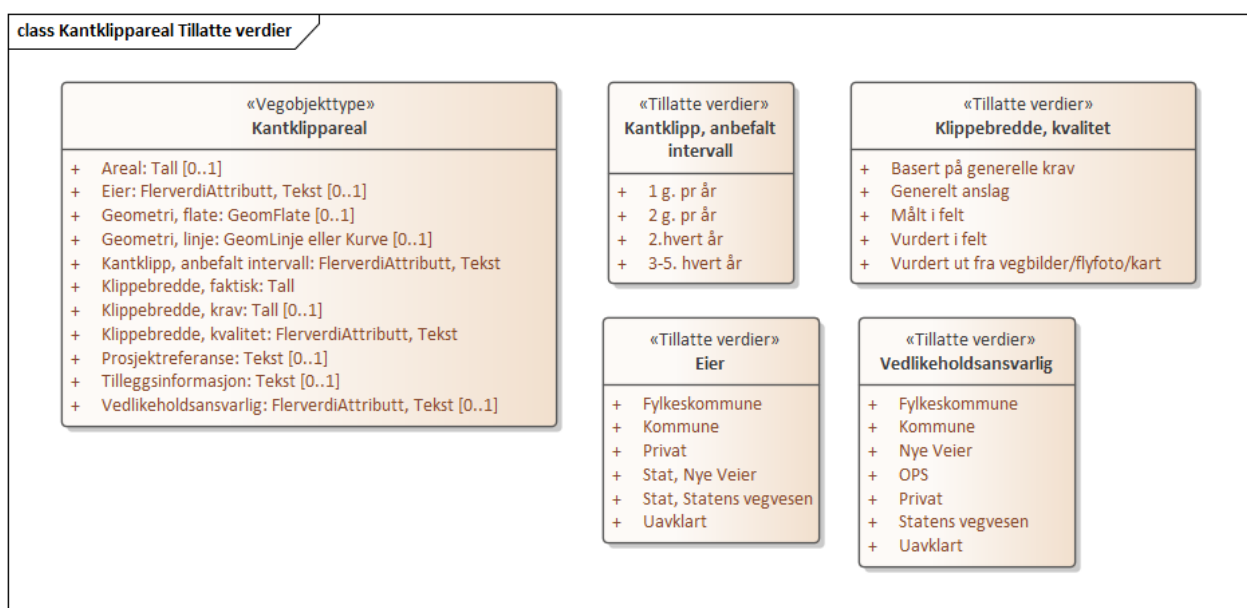 class Kantklippareal Tillatte verdier
«Vegobjekttype»
Kantklippareal
+ Areal: Tall [0..1]
+ Eier: FlerverdiAttributt, Tekst [0..1]
+ Geometri, flate: GeomFlate [0..1]
+ Geometri, linje: GeomLinje eller Kurve [0..1]
+ Kantklipp, anbefalt intervall: FlerverdiAttributt, Tekst
+ Klippebredde, faktisk: Tall
+ Klippebredde, krav: Tall [0..1]
+ Klippebredde, kvalitet: FlerverdiAttributt, Tekst
+ Prosjektreferanse: Tekst [0..1]
+ Tilleggsinformasjon: Tekst [0..1]
+ Vedlikeholdsansvarlig: FlerverdiAttributt, Tekst [0..1]
«Tillatte verdier»
Kantklipp, anbefalt
intervall
+ 1 g. pr år
+ 2 g. pr år
+ 2.hvert år
+ 3-5. hvert år
«Tillatte verdier»
Klippebredde, kvalitet
+ Basert på generelle krav
+ Generelt anslag
+ Målt i felt
+ Vurdert i felt
+ Vurdert ut fra vegbilder/flyfoto/kart
«Tillatte verdier»
Eier
+ Fylkeskommune
+ Kommune
+ Privat
+ Stat, Nye Veier
+ Stat, Statens vegvesen
+ Uavklart
«Tillatte verdier»
Vedlikeholdsansvarlig
+ Fylkeskommune
+ Kommune
+ Nye Veier
+ OPS
+ Privat
+ Statens vegvesen
+ Uavklart